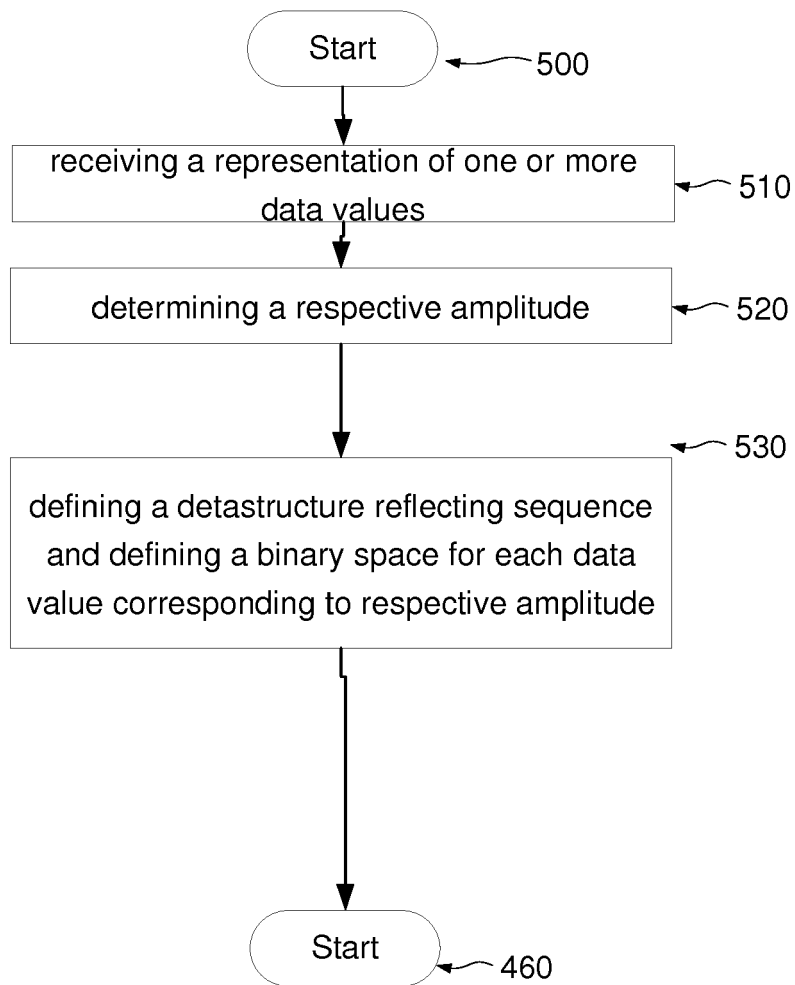 Start
500
receiving a representation of one or more
data values
510
determining a respective amplitude
520
530
defining a detastructure reflecting sequence
and defining a binary space for each data
value corresponding to respective amplitude
Start
460